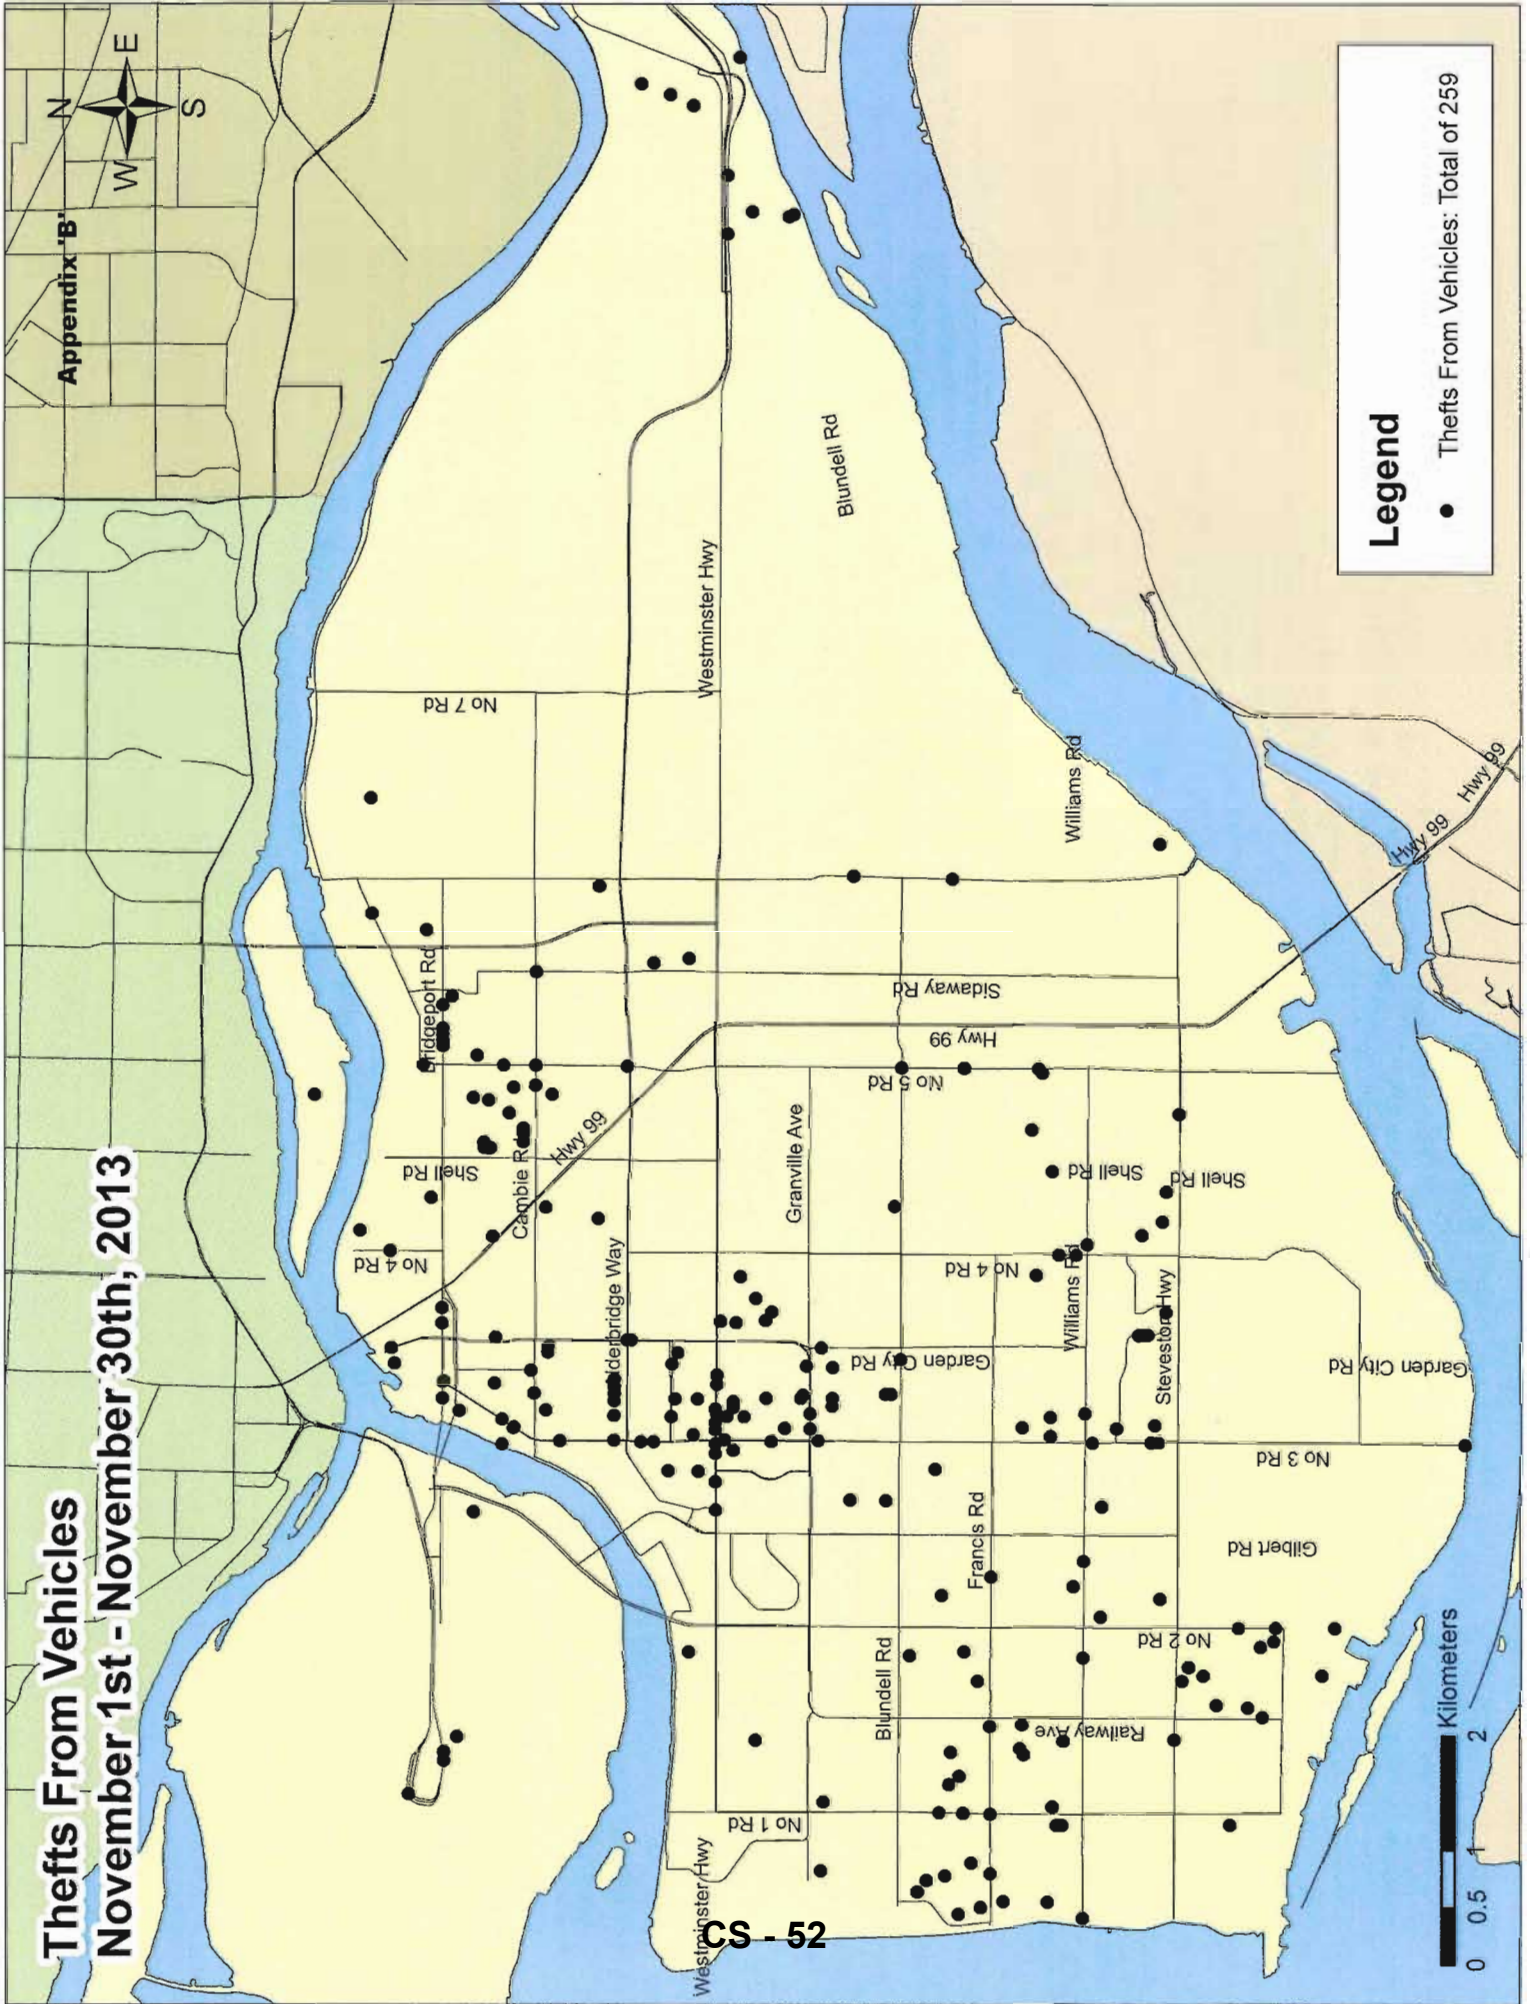 Thefts From Vehicles
November 1st - November 30th, 2013
Appendix 'B'
N
E
S
W
Bridgeport Rd
No 7 Rd
Shell Rd
No 4 Rd
Cambie Rd
Hwy 99
Alderbridge Way
Westminster Hwy
Westminster Hwy
Granville Ave
Blundell Rd
Blundell Rd
Sidaway Rd
Hwy 99
No 5 Rd
No 4 Rd
Garden City Rd
Francis Rd
No 1 Rd
Williams Rd
Williams Rd
Shell Rd
Shell Rd
Steveston Hwy
Railway Ave
No 2 Rd
Gilbert Rd
No 3 Rd
Garden City Rd
Hwy 99
Hwy 99
Legend
Thefts From Vehicles: Total of 259
0 0.5 1 2
Kilometers
CS - 52